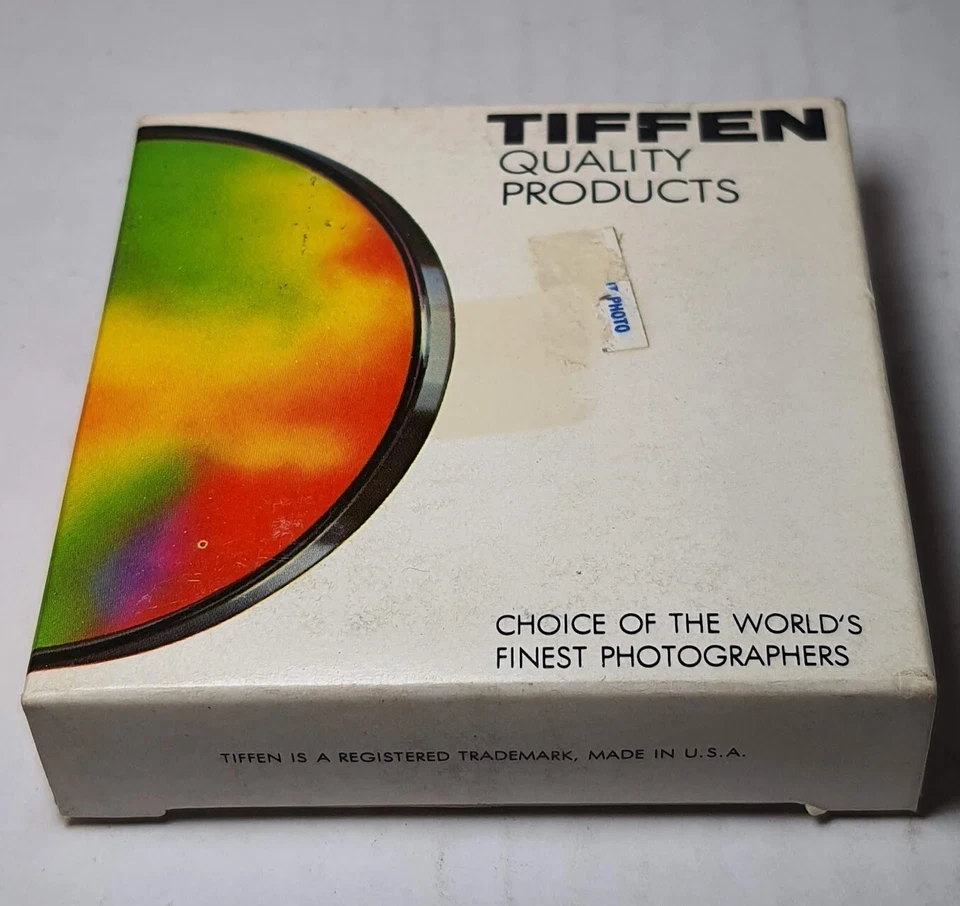 TIFFEN
QUALITY
PRODUCTS
PHOTO
CHOICE OF THE WORLD'S
FINEST PHOTOGRAPHERS
TIFFEN IS A REGISTERED TRADEMARK, MADE IN U.S.A.